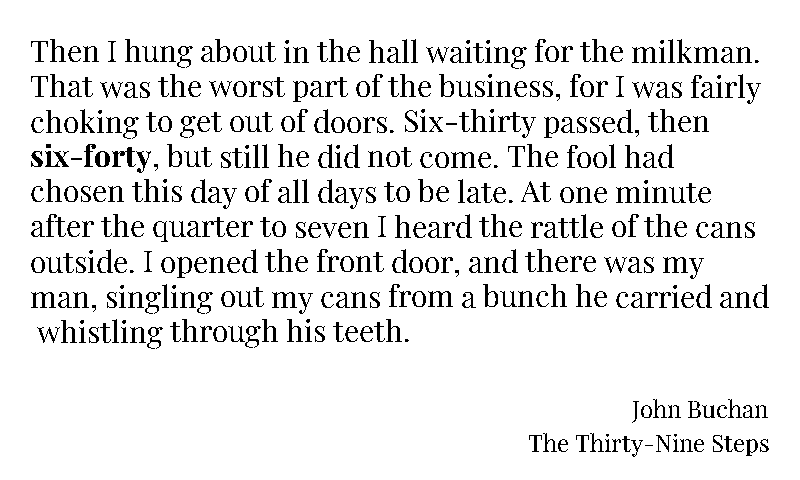 Then I hung about in the hall waiting for the milkman.
That was the worst part of the business, for I was fairly
choking to get out of doors. Six-thirty passed, then
six-forty, but still he did not come. The fool had
chosen this day of all days to be late. At one minute
after the quarter to seven I heard the rattle of the cans
outside. I opened the front door, and there was my
man, singling out my cans from a bunch he carried and
whistling through his teeth.
John Buchan
The Thirty-Nine Steps